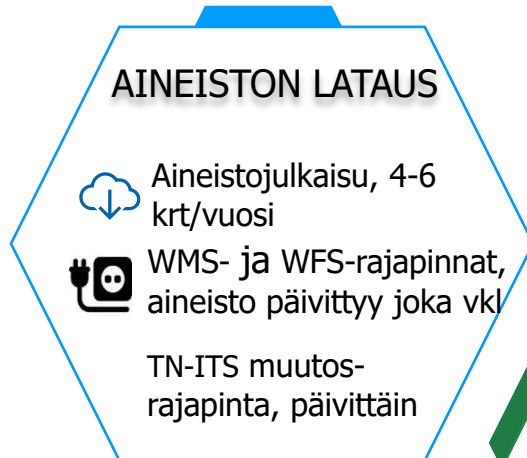 AINEISTON LATAUS
Aineistojulkaisu, 4-6
krt/vuosi
WMS- ja WFS-rajapinnat,
aineisto päivittyy joka vkl
TN-ITS muutos-
rajapinta, päivittäin